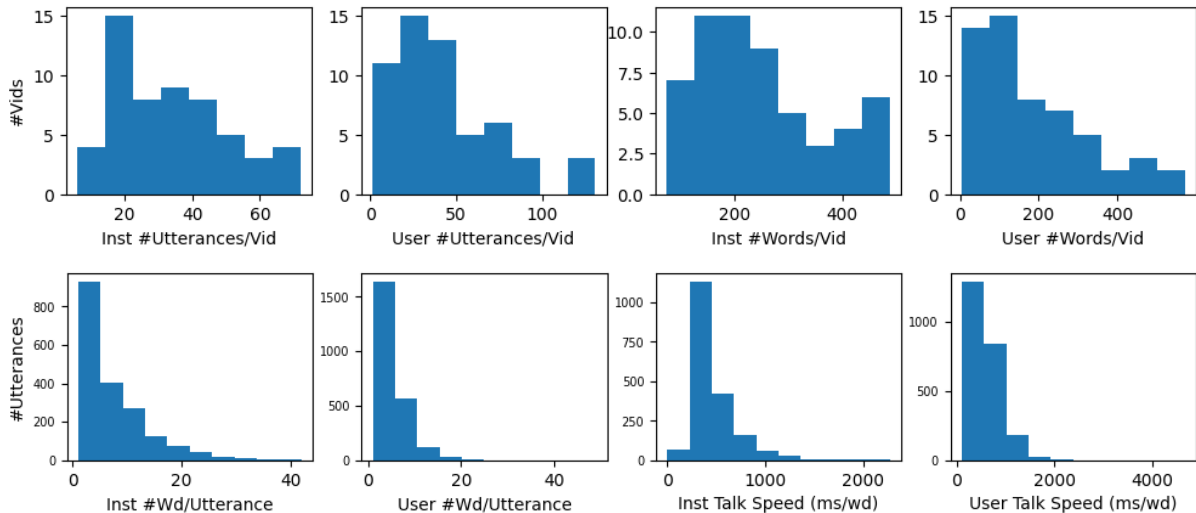 #Vids
15
10
5
0
20 40 60
Inst #Utterances/Vid
15
10
5
0
0 50 100
User #Utterances/Vid
10.0
7.5
5.0
2.5
0.0
200 400
Inst #Words/Vid
15
10
5
0
0 200 400
User #Words/Vid
#Utterances
800
600
400
200
0
0 20 40
Inst #Wd/Utterance
1500
1000
500
0
0 20 40
User #Wd/Utterance
1000
750
500
250
0
0 1000 2000
Inst Talk Speed (ms/wd)
1000
500
0
0 2000 4000
User Talk Speed (ms/wd)